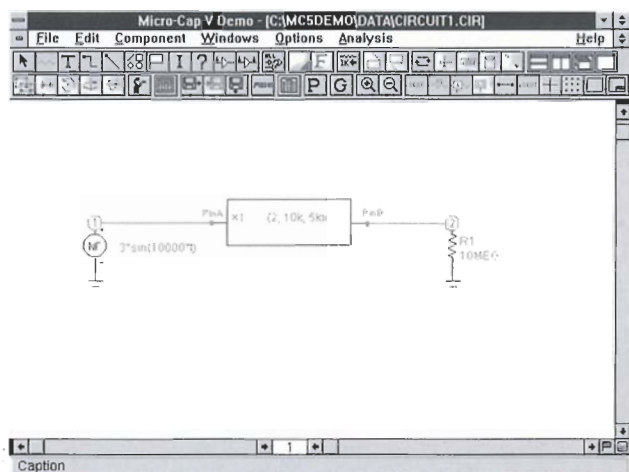 Micro-Cap V Demo - [C:\MC5DEMO\DATA\CIRCUIT1.CIR]
File Edit Component Windows Options Analysis Help
T I ?
P G
1 PinA X1 (2, 10k, 5k PinB 2
NF 3*sin(10000*t) R1
10MEG
1
Caption